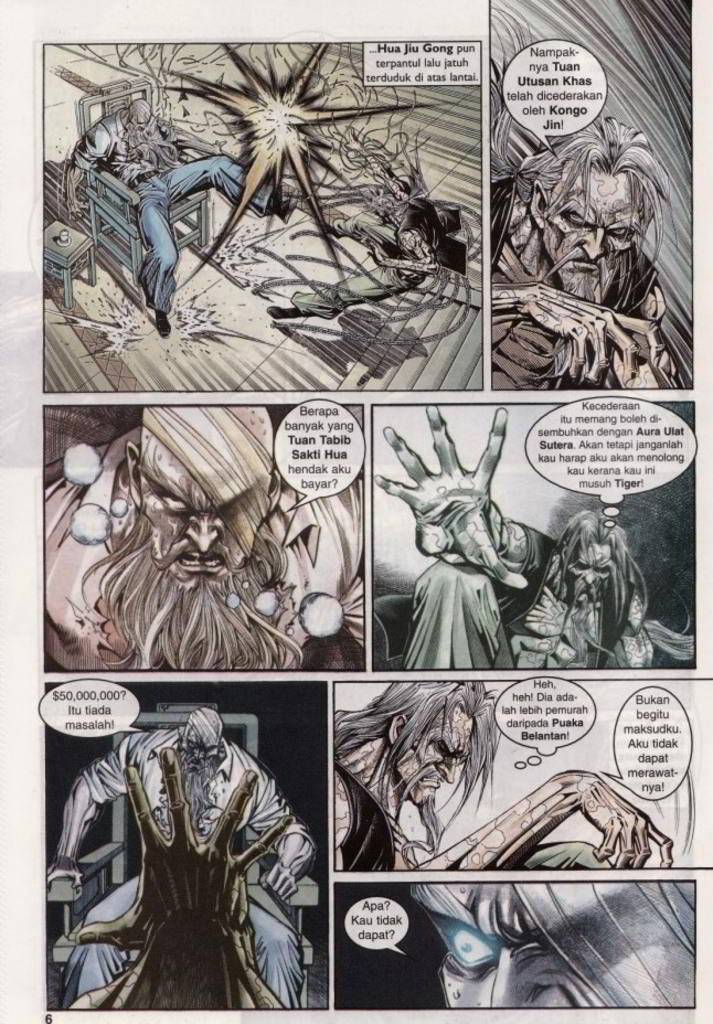 ...Hua Jiu Gong pun
terpantul lalu jatuh
terduduk di atas lantai.
Nampak-
nya Tuan
Utusan Khas
telah dicederakan
oleh Kongo
Jin!
Berapa
banyak yang
Tuan Tabib
Sakti Hua
hendak aku
bayar?
Kecederaan
itu memang boleh di-
sembuhkan dengan Aura Ulat
Sutera. Akan tetapi janganlah
kau harap aku akan menolong
kau kerana kau ini
musuh Tiger!
$50,000,000?
Itu tiada
masalah!
Heh,
heh! Dia ada-
lah lebih pemurah
daripada Puaka
Belantan!
Bukan
begitu
maksudku.
Aku tidak
dapat
merawat-
nya!
Apa?
Kau tidak
dapat?
6